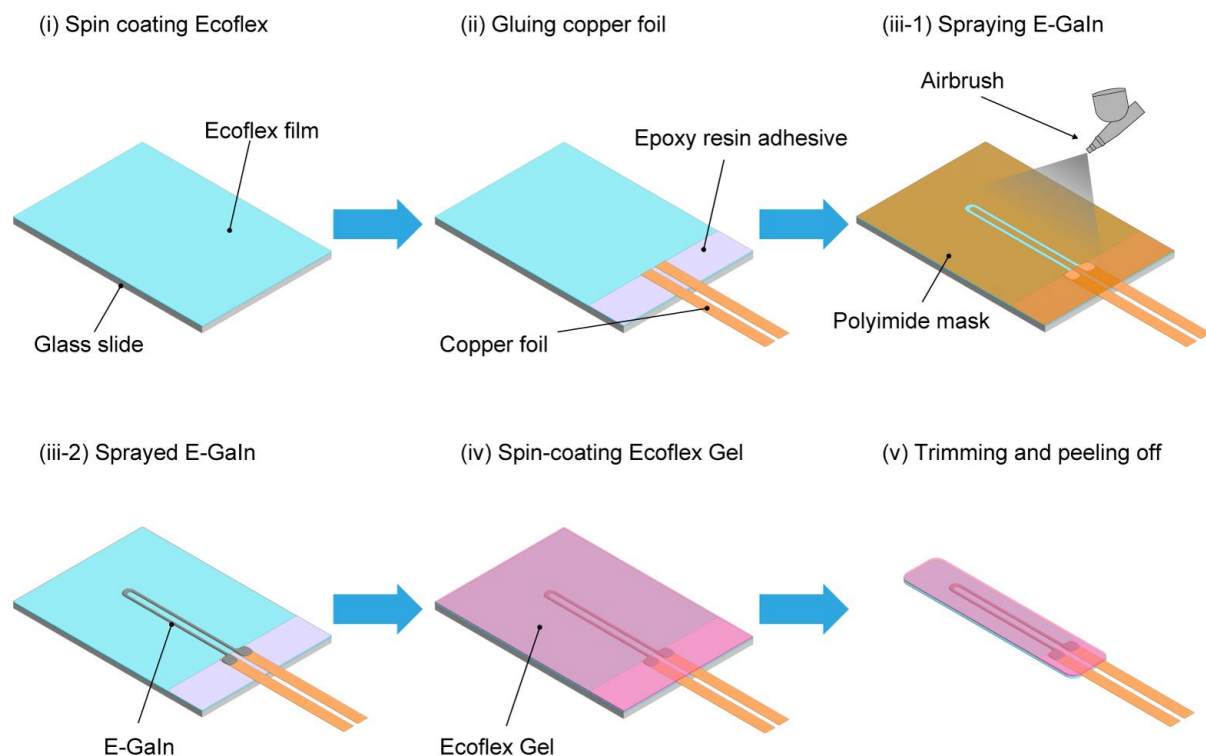 (i) Spin coating Ecoflex
(ii) Gluing copper foil
(iii-1) Spraying E-GaIn
Airbrush
Ecoflex film
Epoxy resin adhesive
Glass slide
Copper foil
Polyimide mask
(iii-2) Sprayed E-GaIn
(iv) Spin-coating Ecoflex Gel
(v) Trimming and peeling off
E-GaIn
Ecoflex Gel